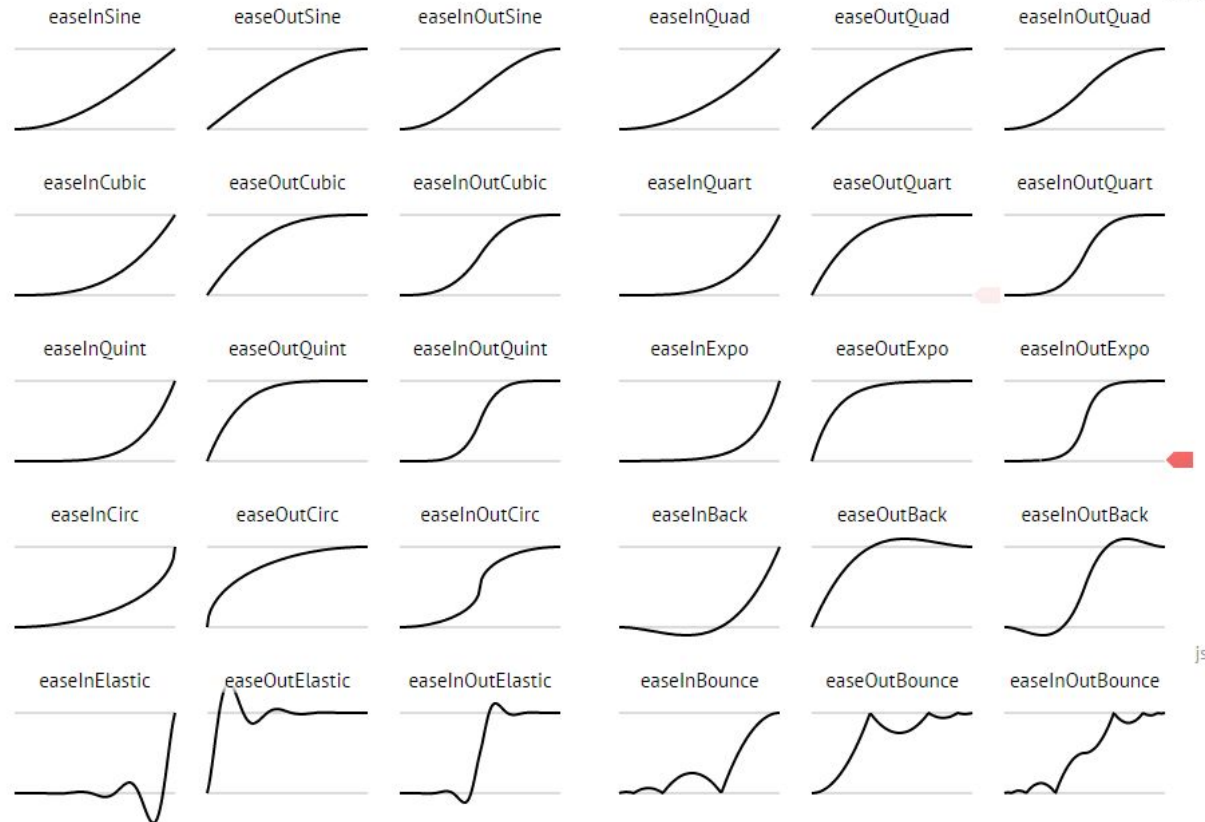 easeInSine easeOutSine easeInOutSine easeInQuad easeOutQuad easeInOutQuad
easeInCubic easeOutCubic easeInOutCubic easeInQuart easeOutQuart easeInOutQuart
easeInQuint easeOutQuint easeInOutQuint easeInExpo easeOutExpo easeInOutExpo
easeInCirc easeOutCirc easeInOutCirc easeInBack easeOutBack easeInOutBack
js
easeInElastic easeOutElastic easeInOutElastic easeInBounce easeOutBounce easeInOutBounce